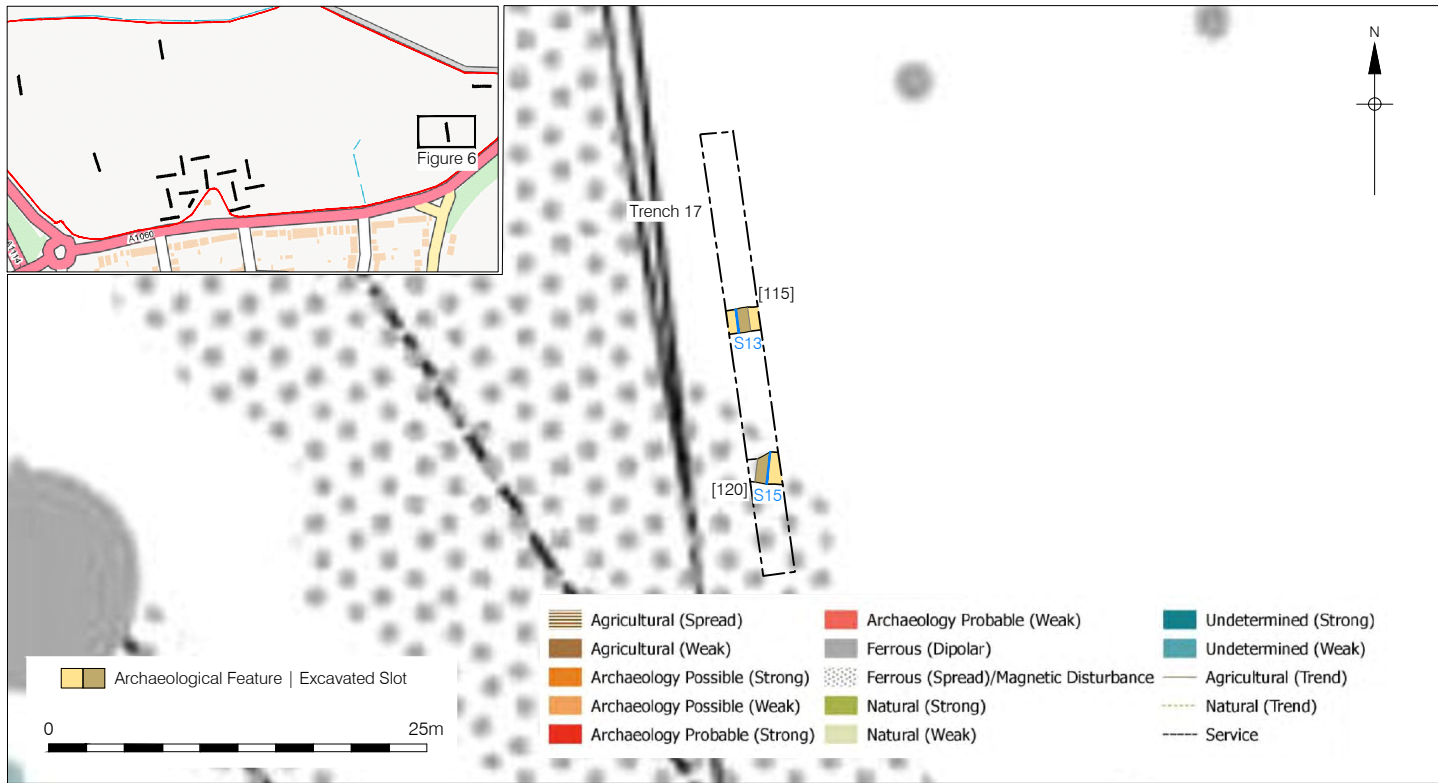 Figure 6
A1060
A1114
N
Trench 17
[115]
S13
[120]
S15
Archaeological Feature | Excavated Slot
0
25m
Agricultural (Spread)
Agricultural (Weak)
Archaeology Possible (Strong)
Archaeology Possible (Weak)
Archaeology Probable (Strong)
Archaeology Probable (Weak)
Ferrous (Dipolar)
Ferrous (Spread)/Magnetic Disturbance
Natural (Strong)
Natural (Weak)
Undetermined (Strong)
Undetermined (Weak)
Agricultural (Trend)
Natural (Trend)
Service